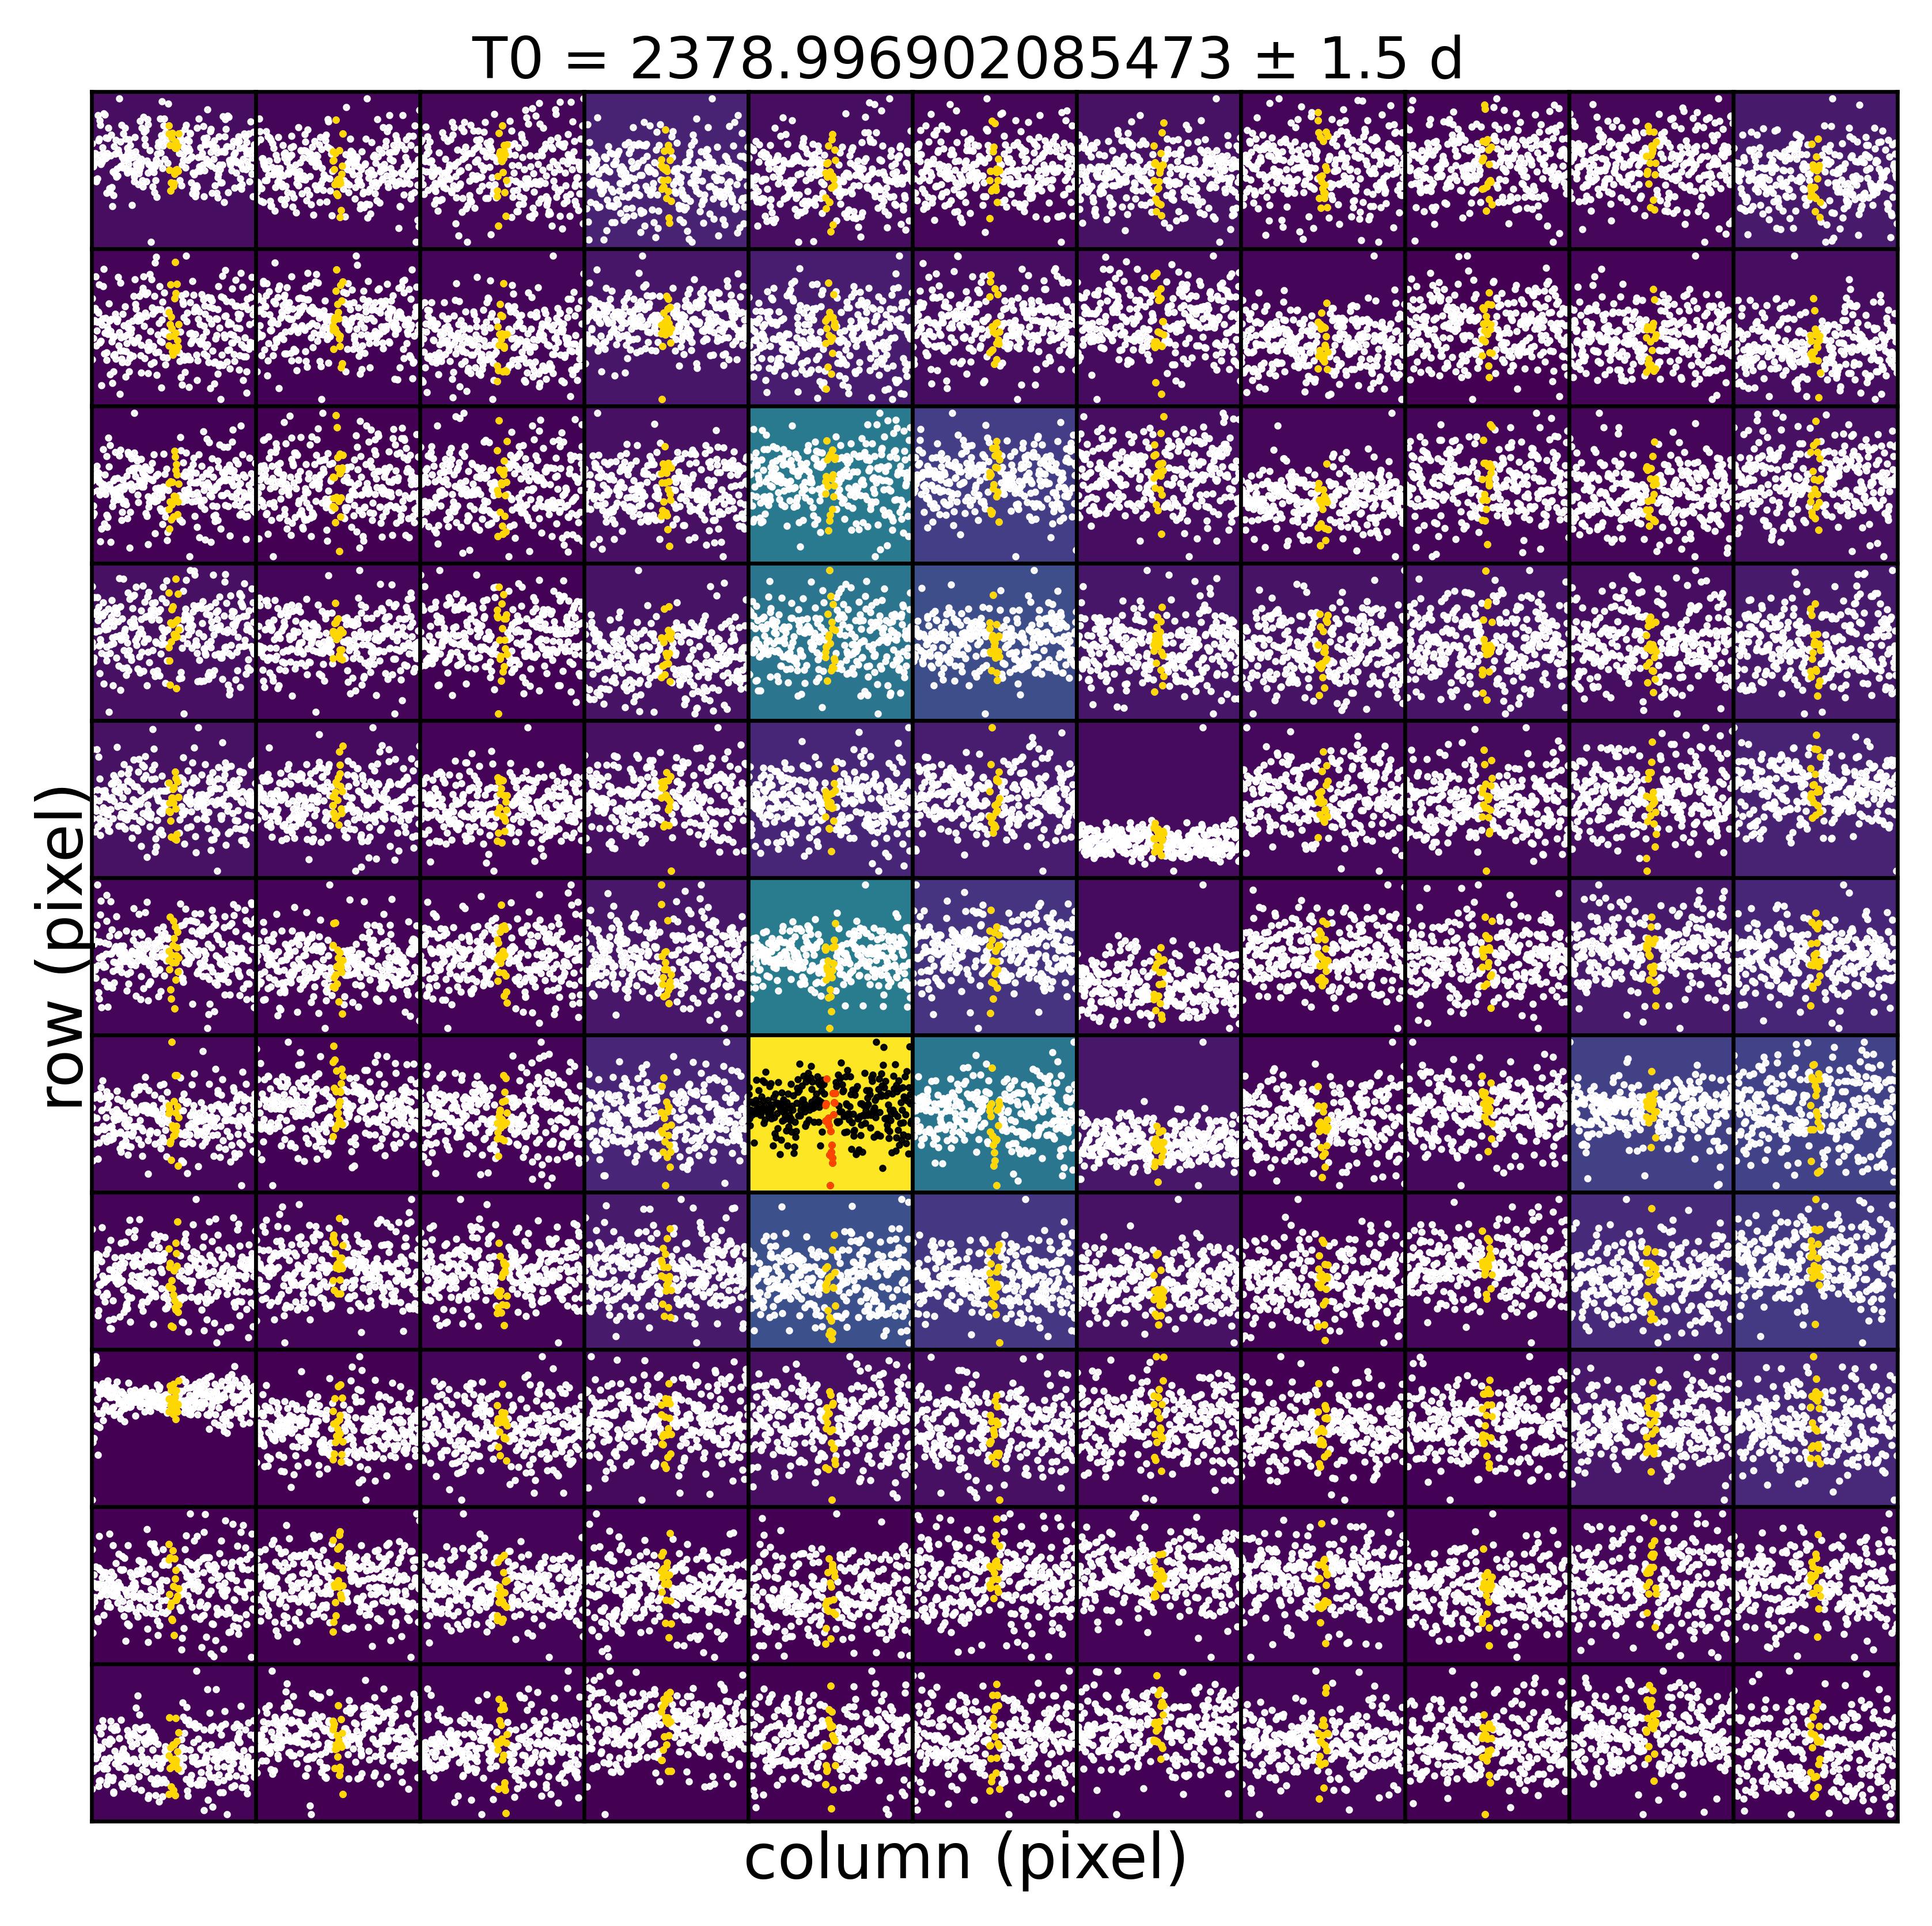 T0 = 2378.996902085473 ± 1.5 d
row (pixel)
column (pixel)